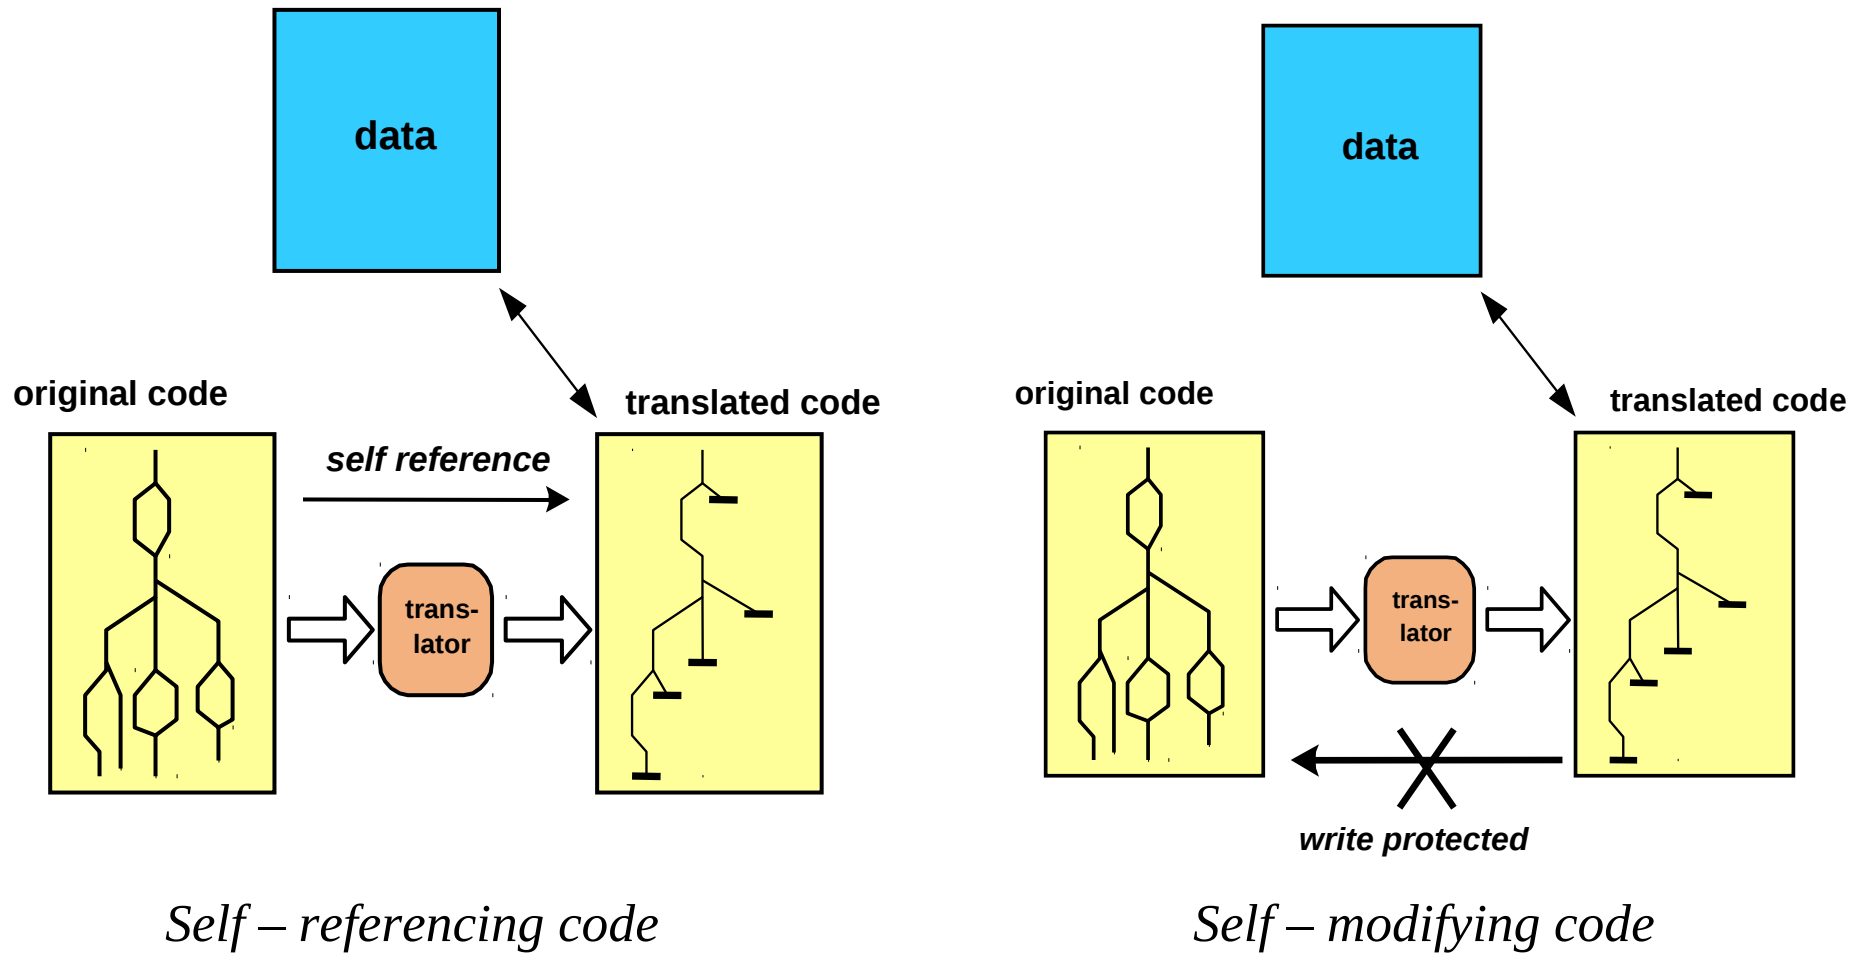 data
original code
translated code
self reference
trans-
lator
Self – referencing code
data
original code
translated code
trans-
lator
write protected
Self – modifying code